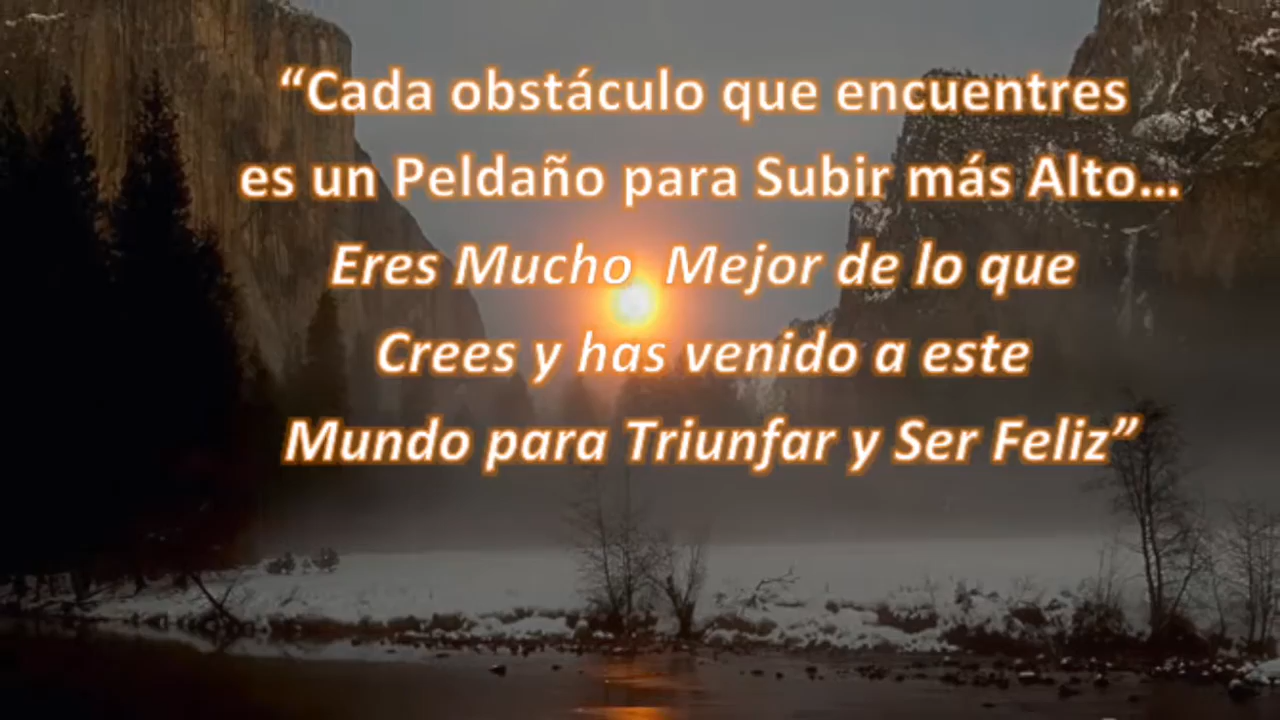 “Cada obstáculo que encuentres
es un Peldaño para Subir más Alto...
Eres Mucho Mejor de lo que
Crees y has venido a este
Mundo para Triunfar y Ser Feliz”